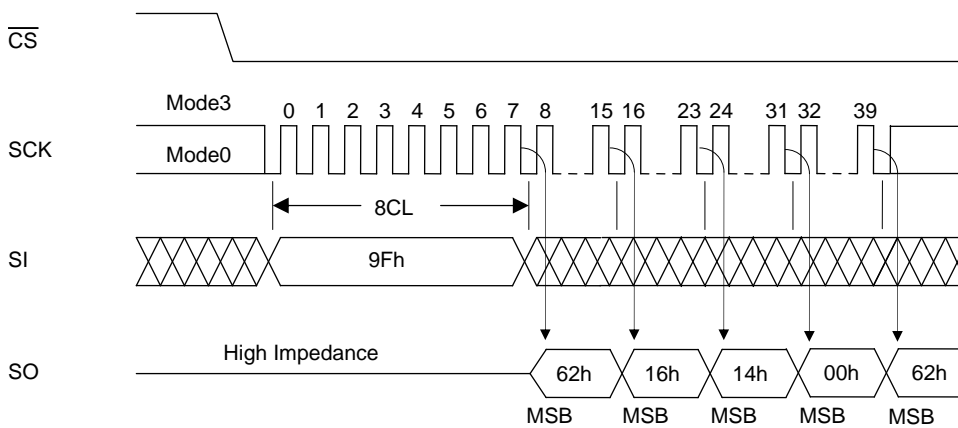 CS
Mode3
0 1 2 3 4 5 6 7 8 15 16 23 24 31 32 39
SCK
Mode0
8CL
SI
9Fh
High Impedance
SO
62h 16h 14h 00h 62h
MSB MSB MSB MSB MSB